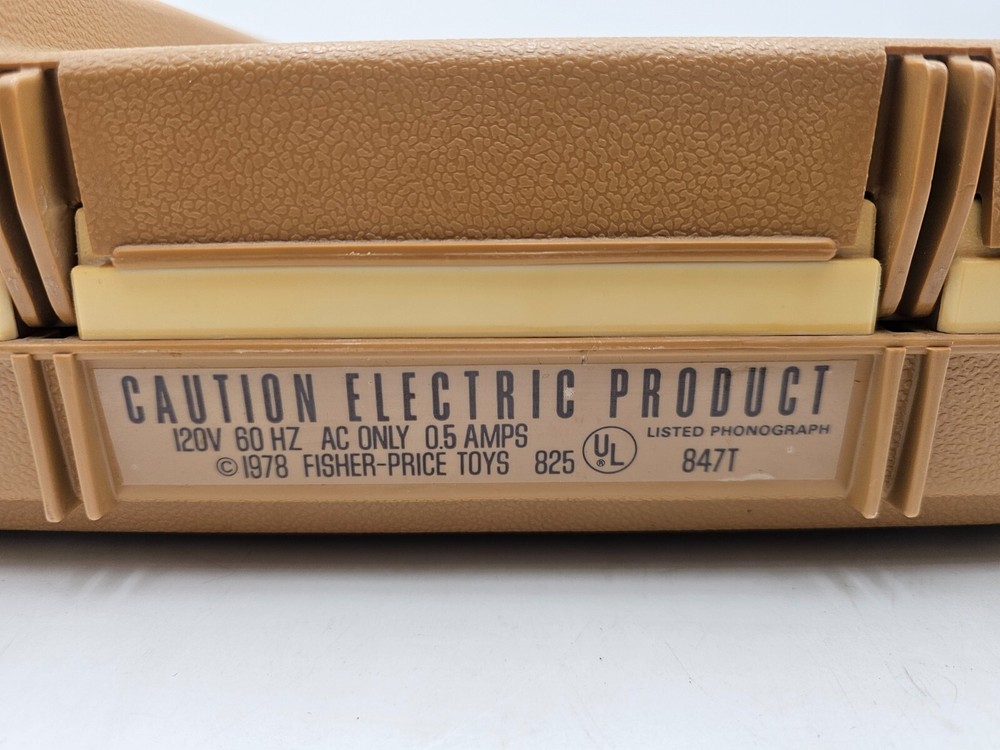 CAUTION ELECTRIC PRODUCT
120V 60 HZ AC ONLY 0.5 AMPS
©1978 FISHER-PRICE TOYS 825
UL®
LISTED PHONOGRAPH
847T